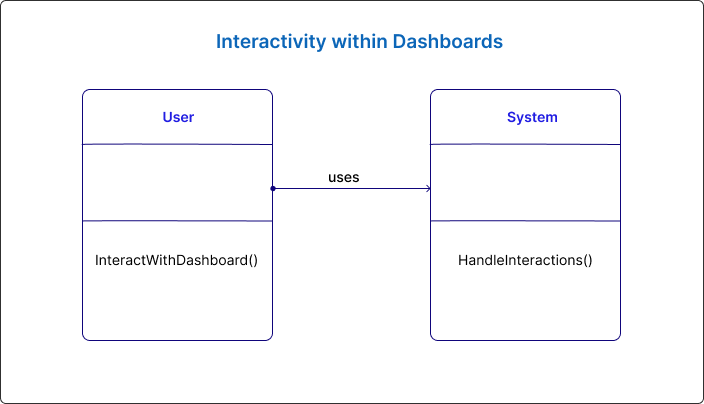 Interactivity within Dashboards
User
System
uses
InteractWithDashboard()
HandleInteractions()